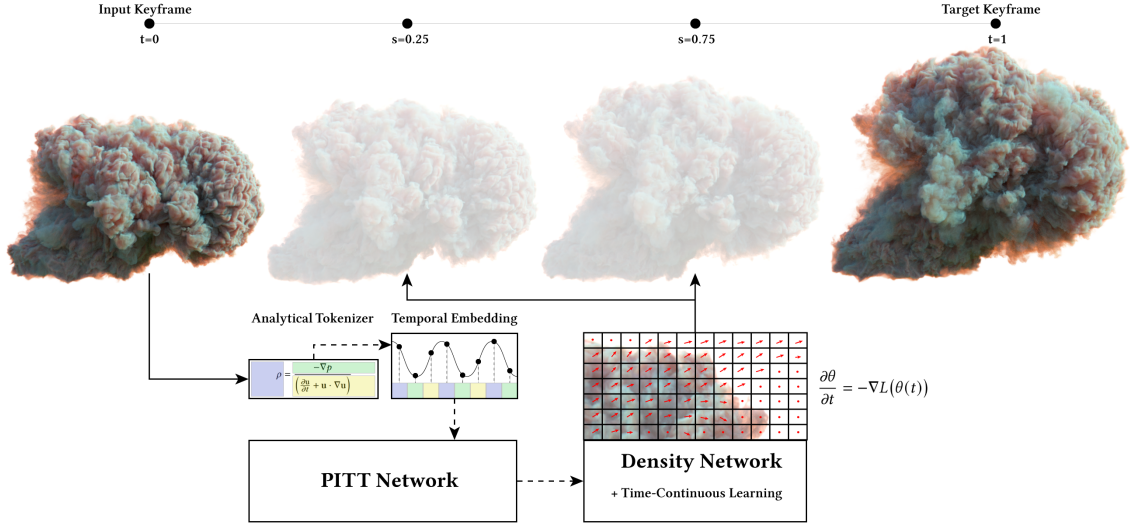 Input Keyframe
Target Keyframe
t=0
s=0.25
s=0.75
t=1
Analytical Tokenizer
Temporal Embedding
ρ = −∇p / (∂u/∂t + u · ∇u)
∂θ/∂t = −∇L(θ(t))
PITT Network
Density Network
+ Time-Continuous Learning